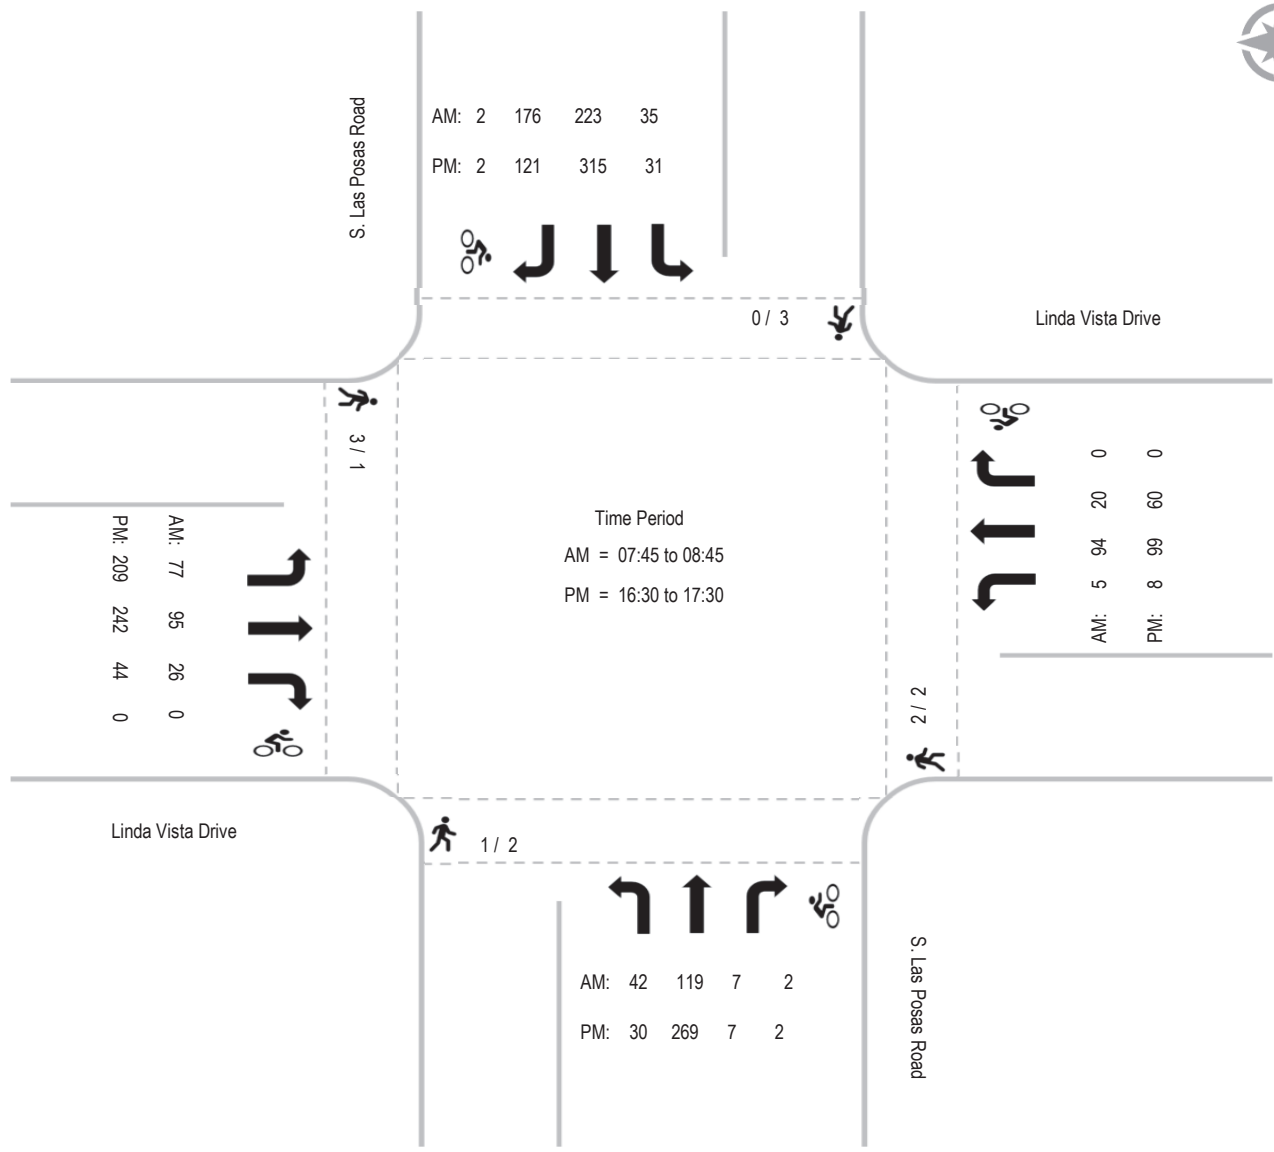 S. Las Posas Road
AM: 2 176 223 35
PM: 2 121 315 31
0 / 3
Linda Vista Drive
3 / 1
Time Period
AM = 07:45 to 08:45
PM = 16:30 to 17:30
AM: 77 95 26 0
PM: 209 242 44 0
AM: 5 94 20 0
PM: 8 99 60 0
2 / 2
Linda Vista Drive
1 / 2
AM: 42 119 7 2
PM: 30 269 7 2
S. Las Posas Road